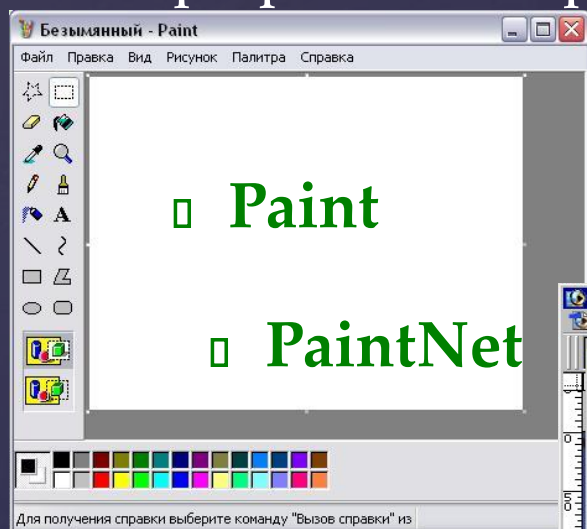 Безымянный - Paint
Файл Правка Вид Рисунок Палитра Справка
Paint
PaintNet
Для получения справки выберите команду "Вызов справки" из